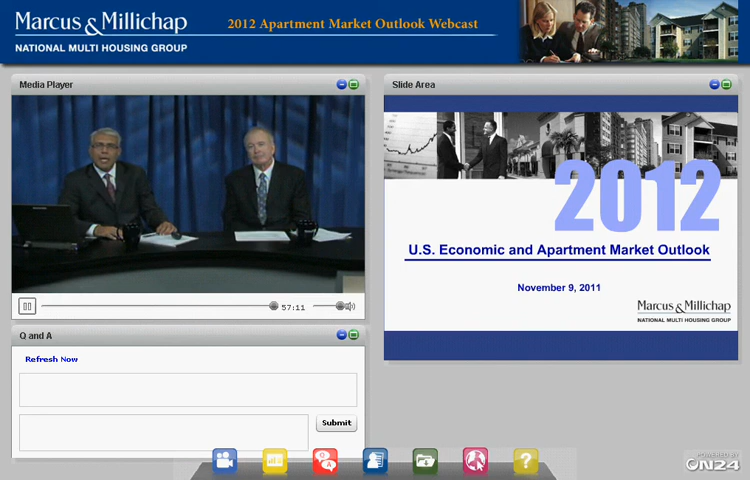 Marcus & Millichap
NATIONAL MULTI HOUSING GROUP
2012 Apartment Market Outlook Webcast
Media Player
57:11
Q and A
Refresh Now
Submit
Slide Area
2012
U.S. Economic and Apartment Market Outlook
November 9, 2011
Marcus & Millichap
NATIONAL MULTI HOUSING GROUP
Q
A
?
POWERED BY
ON24